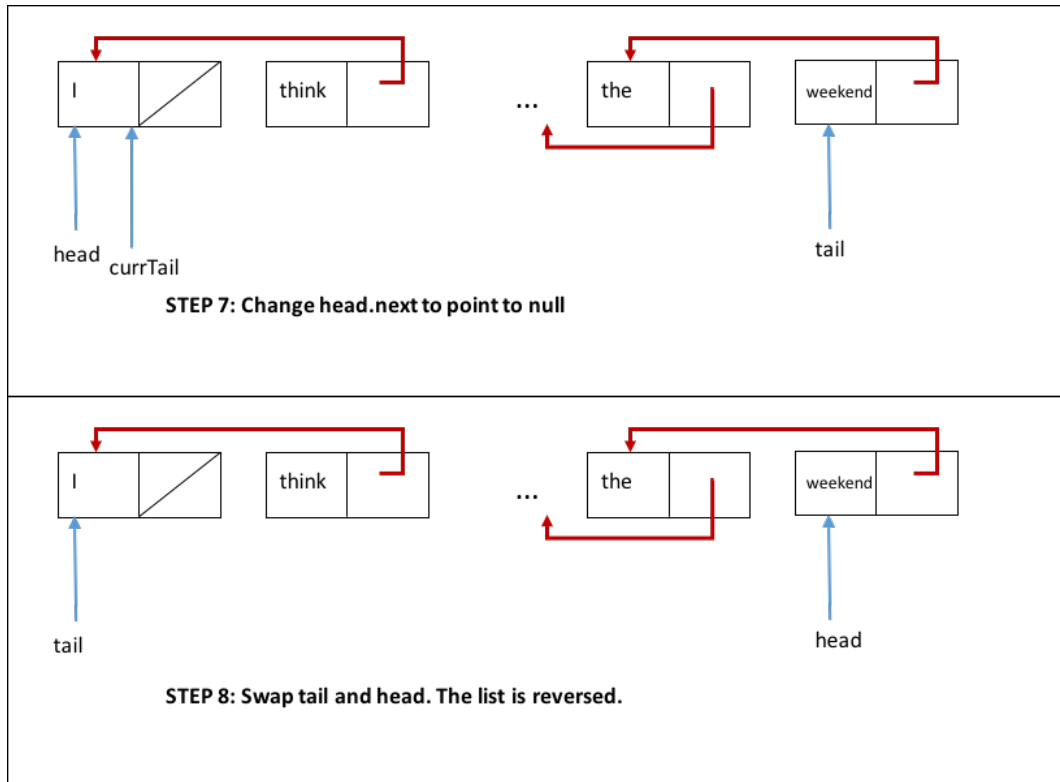 I think ... the weekend
head currTail tail
STEP 7: Change head.next to point to null
I think ... the weekend
tail head
STEP 8: Swap tail and head. The list is reversed.